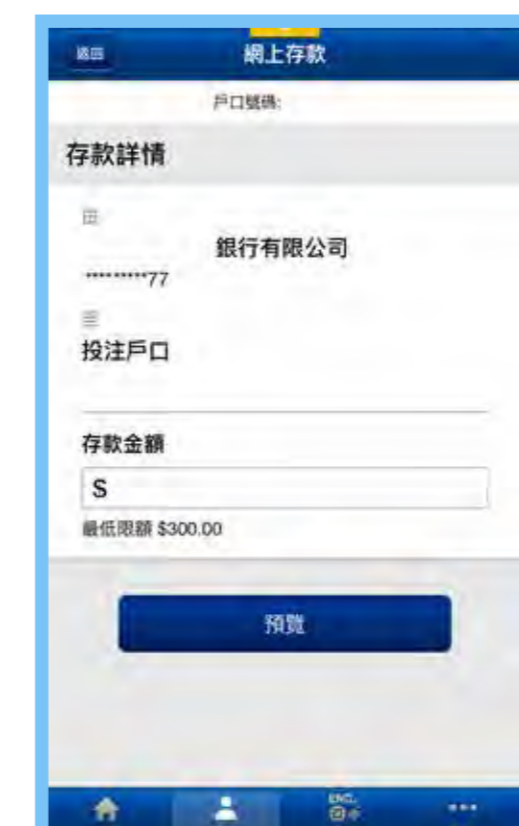 返回
網上存款
戶口號碼:
存款詳情
由
銀行有限公司
*********77
至
投注戶口
存款金額
$
最低限額 $300.00
預覽
ENG.